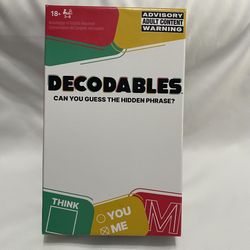 18+
ADVISORY
ADULT CONTENT
WARNING
DECODABLES
CAN YOU GUESS THE HIDDEN PHRASE?
THINK
YOU
ME
M